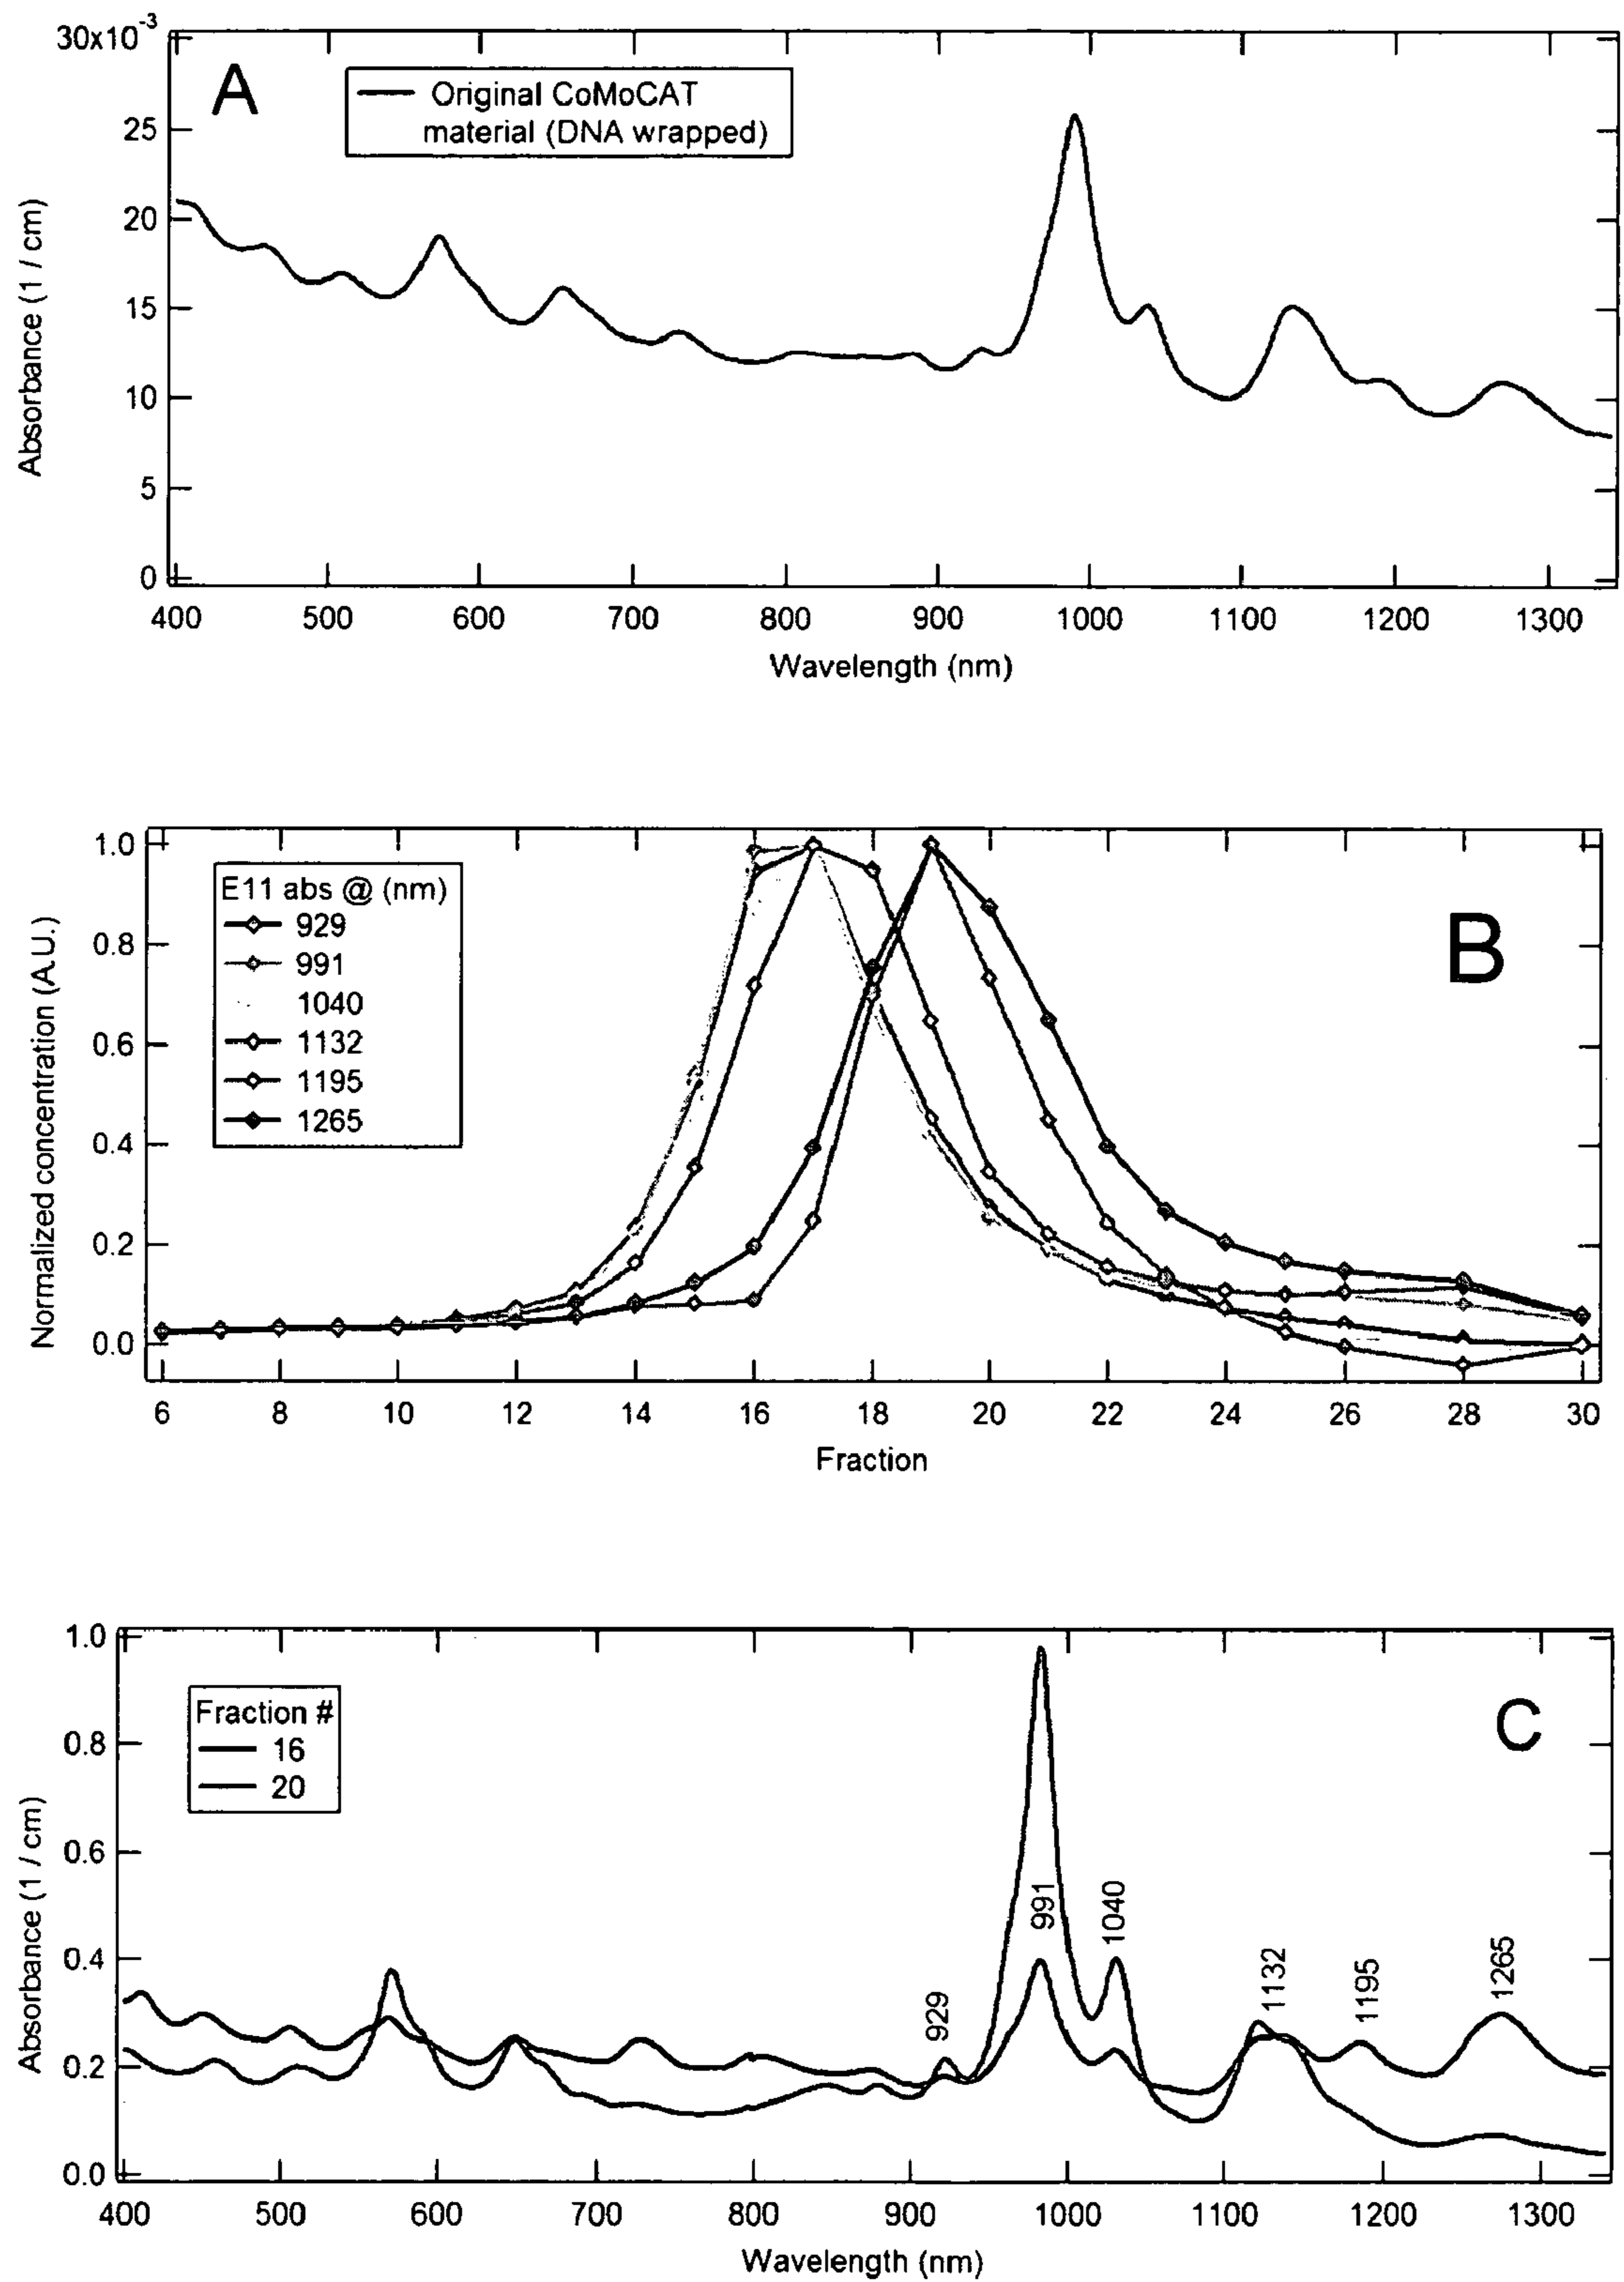 30x10-3
25
20
15
10
5
0
Absorbance (1 / cm)
A
Original CoMoCAT
material (DNA wrapped)
400 500 600 700 800 900 1000 1100 1200 1300
Wavelength (nm)
1.0
0.8
0.6
0.4
0.2
0.0
Normalized concentration (A.U.)
E11 abs @ (nm)
929
991
1040
1132
1195
1265
B
6 8 10 12 14 16 18 20 22 24 26 28 30
Fraction
1.0
0.8
0.6
0.4
0.2
0.0
Absorbance (1 / cm)
Fraction #
16
20
C
929
991
1040
1132
1195
1265
400 500 600 700 800 900 1000 1100 1200 1300
Wavelength (nm)